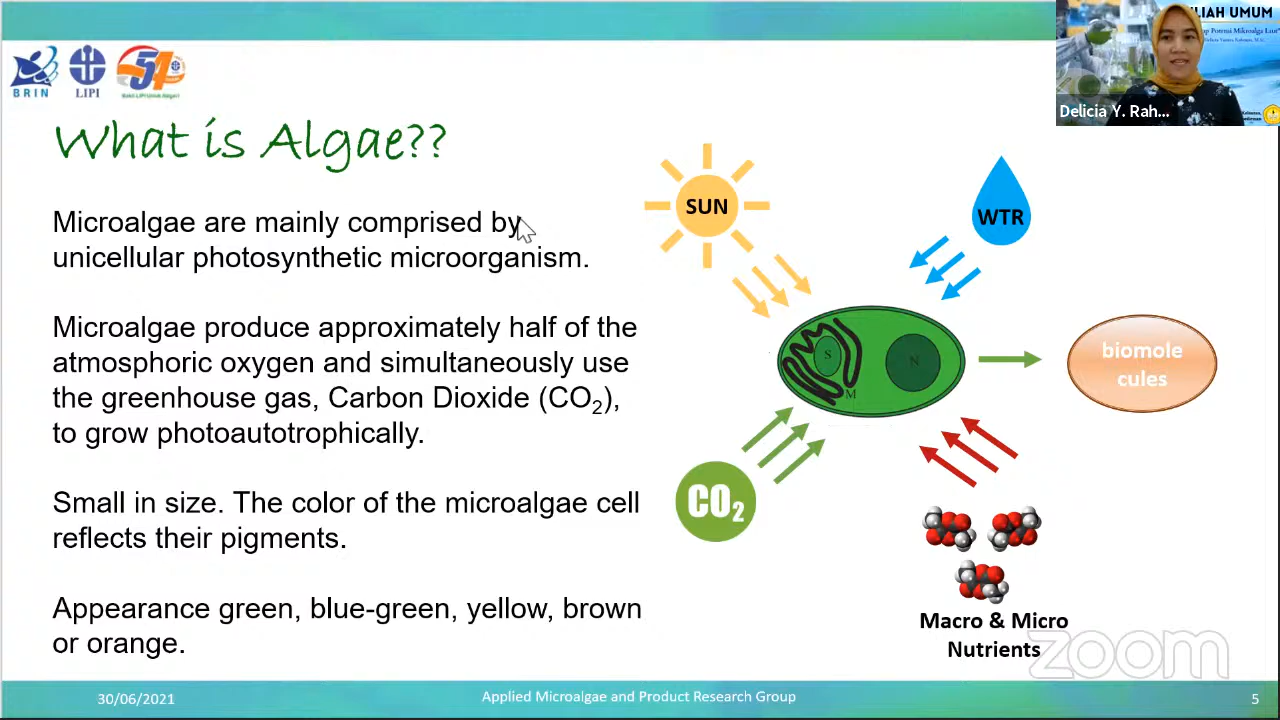 BRIN
LIPI
What is Algae??
Microalgae are mainly comprised by
unicellular photosynthetic microorganism.
Microalgae produce approximately half of the
atmosphoric oxygen and simultaneously use
the greenhouse gas, Carbon Dioxide (CO₂),
to grow photoautotrophically.
Small in size. The color of the microalgae cell
reflects their pigments.
Appearance green, blue-green, yellow, brown
or orange.
SUN
WTR
S
N
M
biomole
cules
CO₂
Macro & Micro
Nutrients
zoom
LIAH UMUM
Delicia Y. Rah...
30/06/2021
Applied Microalgae and Product Research Group
5